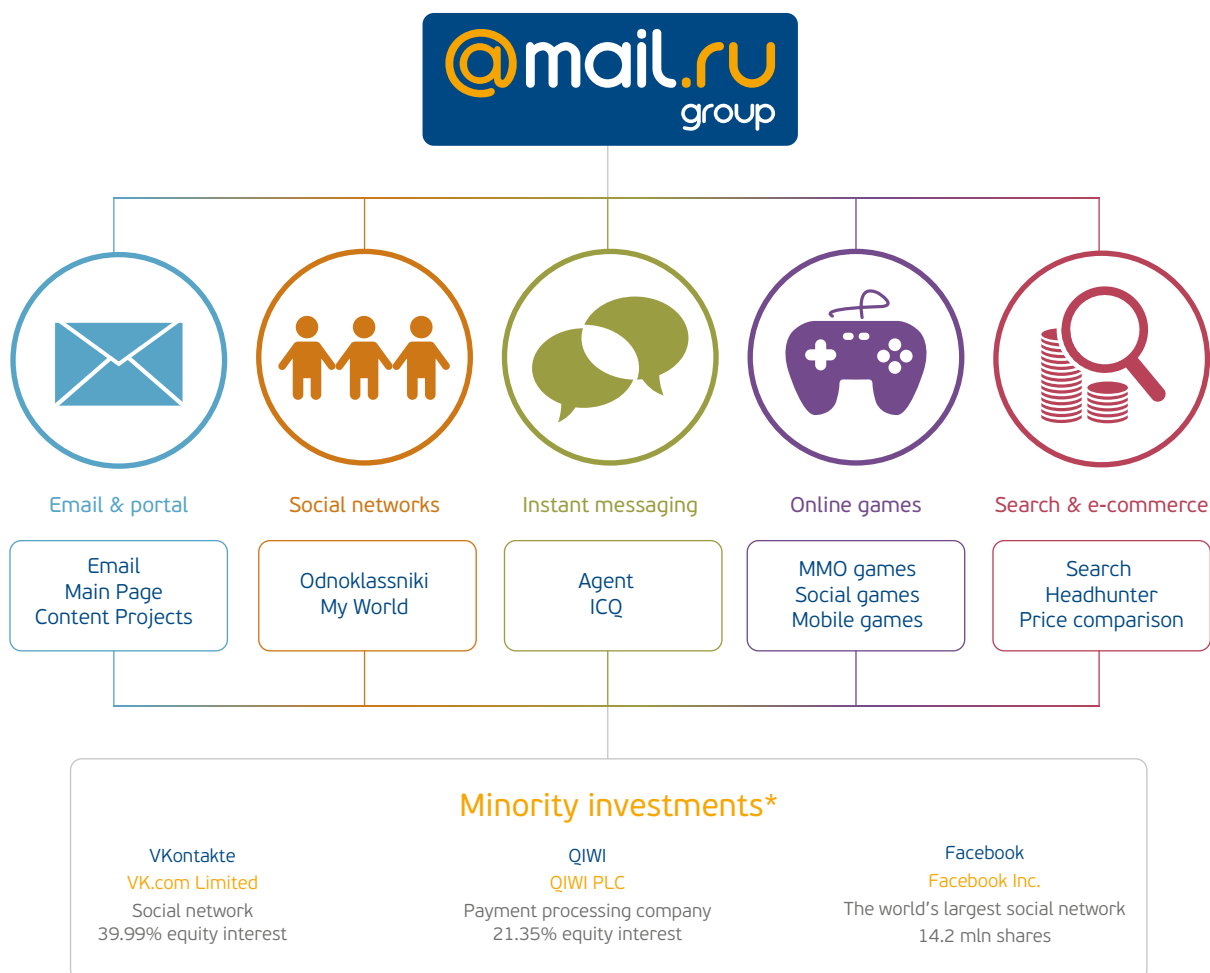 @mail.ru
group
Email & portal
Social networks
Instant messaging
Online games
Search & e-commerce
Email
Main Page
Content Projects
Odnoklassniki
My World
Agent
ICQ
MMO games
Social games
Mobile games
Search
Headhunter
Price comparison
Minority investments*
VKontakte
VK.com Limited
Social network
39.99% equity interest
QIWI
QIWI PLC
Payment processing company
21.35% equity interest
Facebook
Facebook Inc.
The world's largest social network
14.2 mln shares